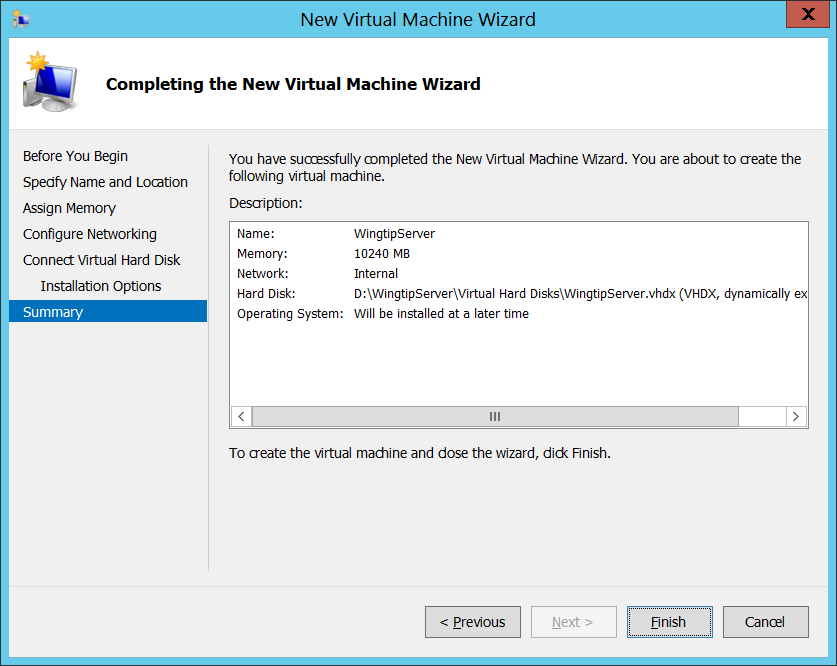 New Virtual Machine Wizard
X
Completing the New Virtual Machine Wizard
Before You Begin
Specify Name and Location
Assign Memory
Configure Networking
Connect Virtual Hard Disk
Installation Options
Summary
You have successfully completed the New Virtual Machine Wizard. You are about to create the
following virtual machine.
Description:
Name: WingtipServer
Memory: 10240 MB
Network: Internal
Hard Disk: D:\WingtipServer\Virtual Hard Disks\WingtipServer.vhdx (VHDX, dynamically ex
Operating System: Will be installed at a later time
To create the virtual machine and close the wizard, click Finish.
< Previous Next > Finish Cancel